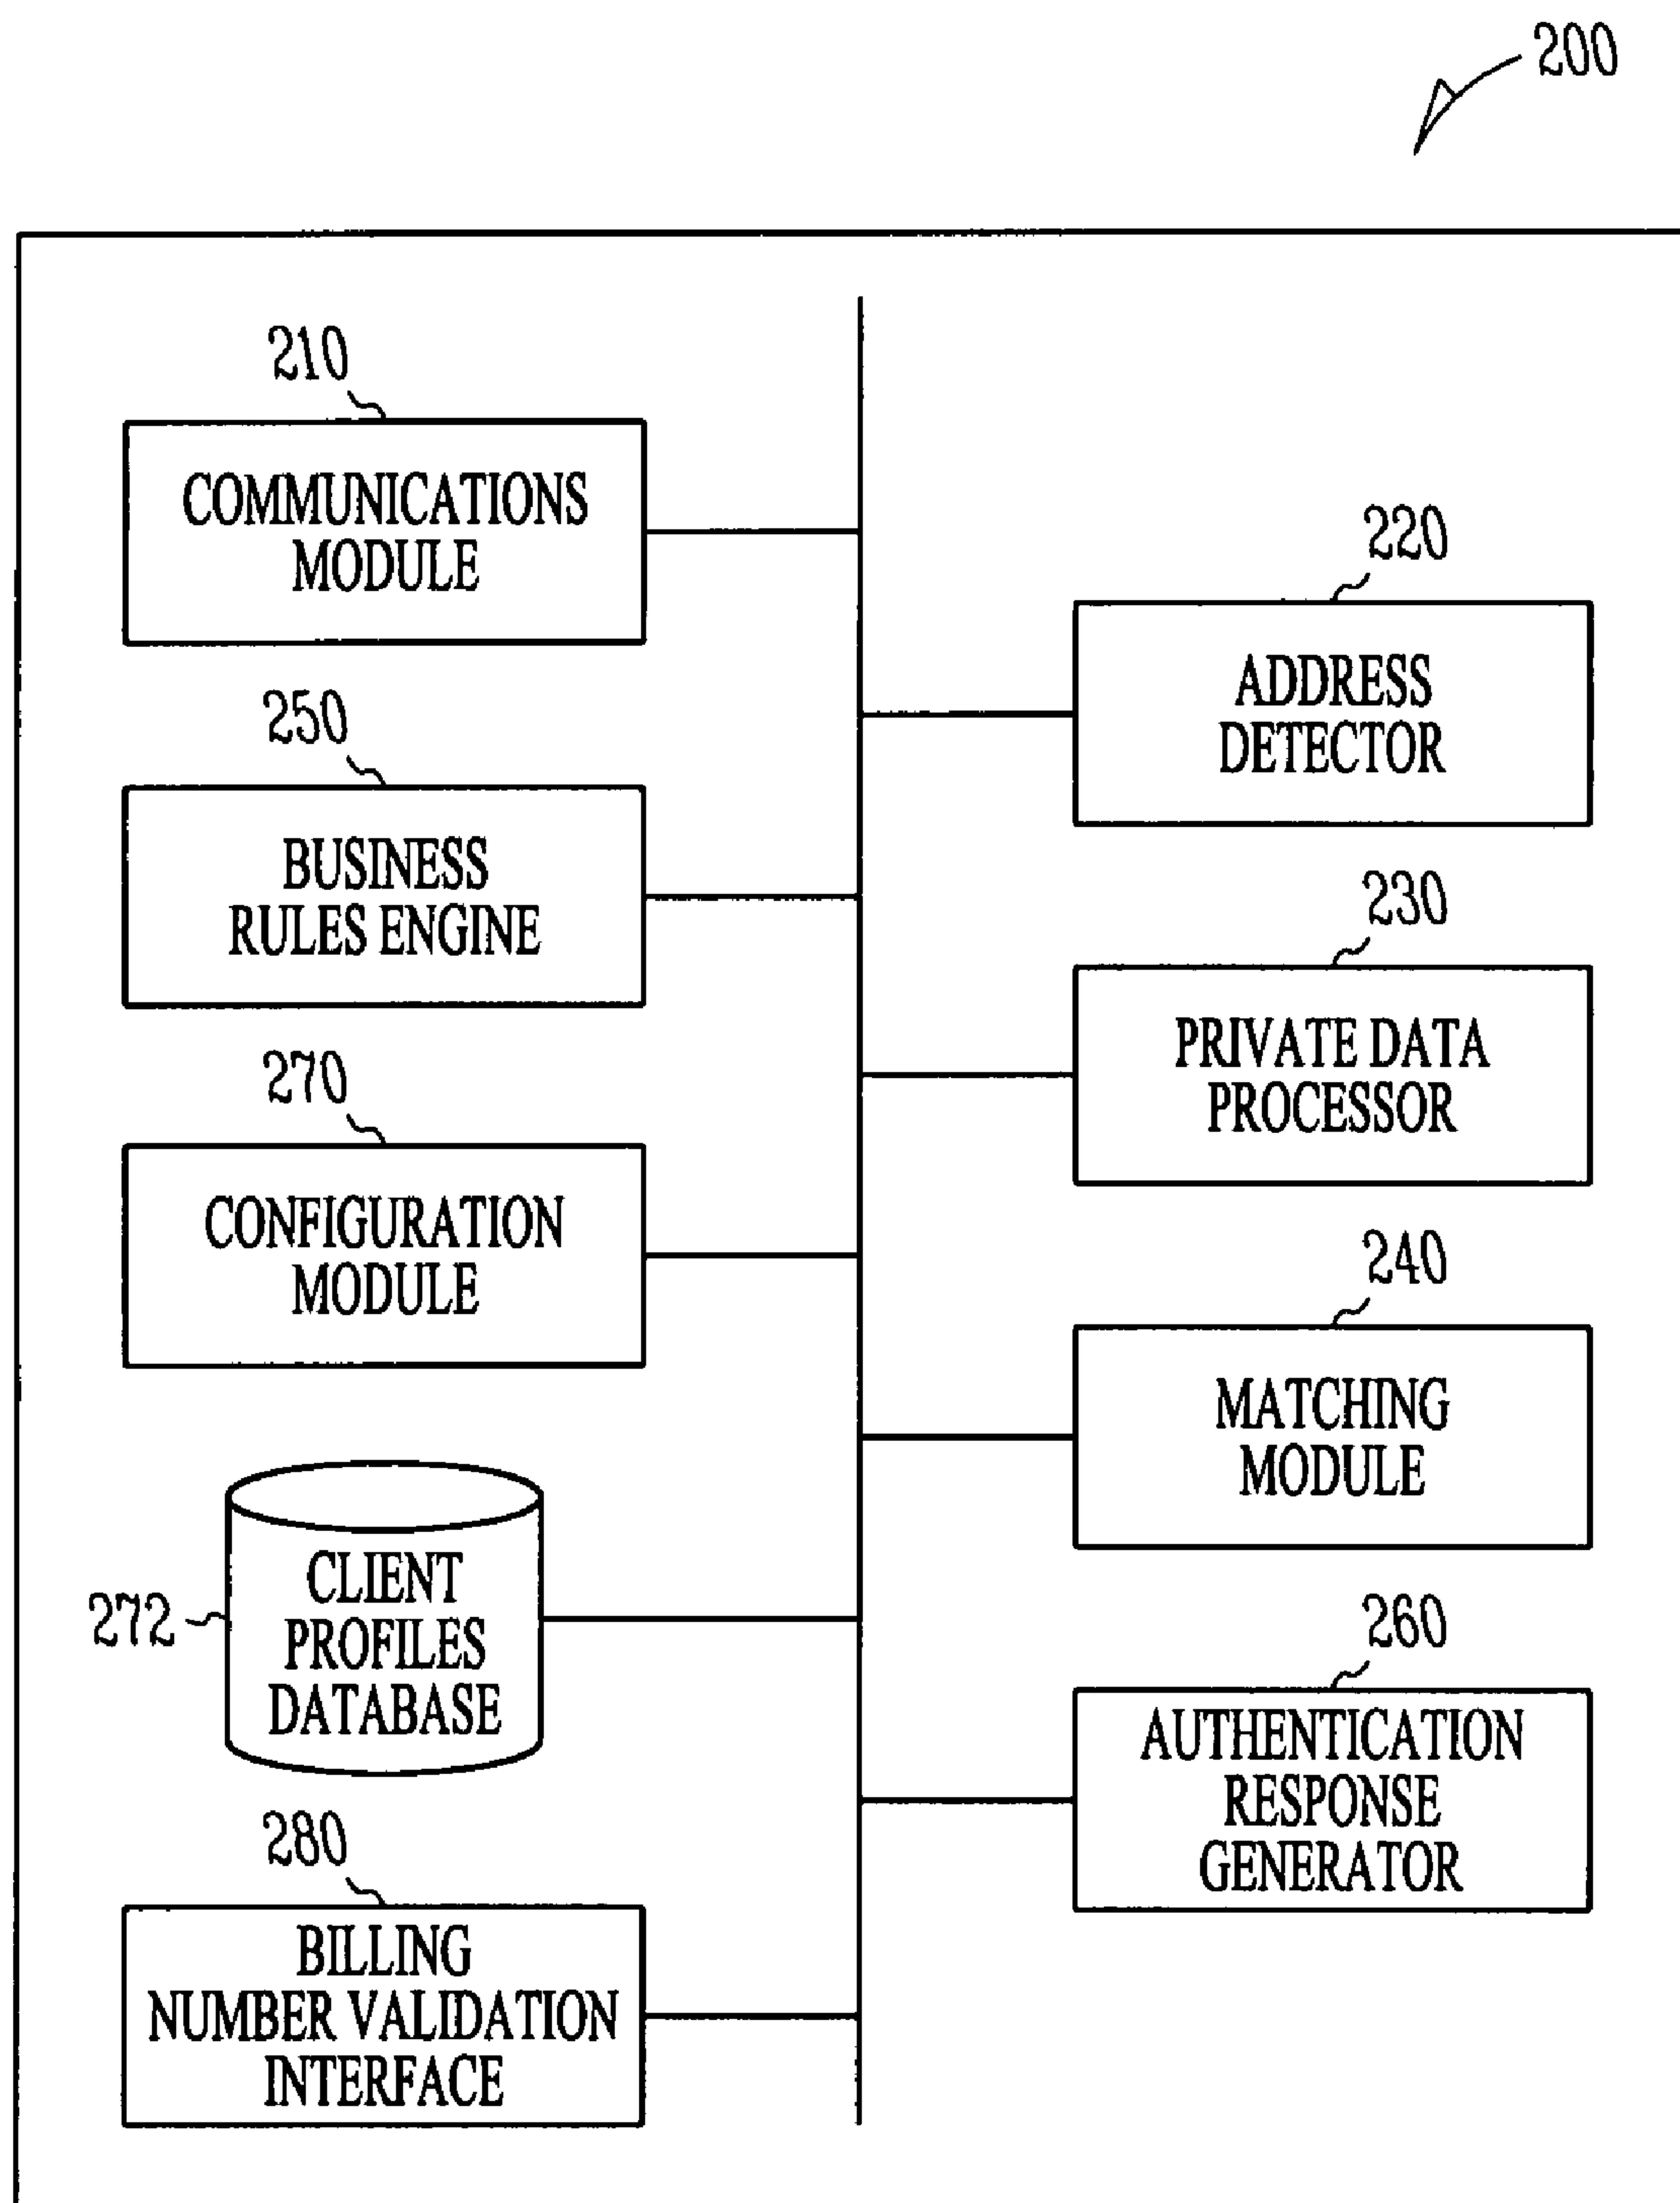 200
210
COMMUNICATIONS
MODULE
220
ADDRESS
DETECTOR
250
BUSINESS
RULES ENGINE
230
PRIVATE DATA
PROCESSOR
270
CONFIGURATION
MODULE
240
MATCHING
MODULE
272
CLIENT
PROFILES
DATABASE
260
AUTHENTICATION
RESPONSE
GENERATOR
280
BILLING
NUMBER VALIDATION
INTERFACE